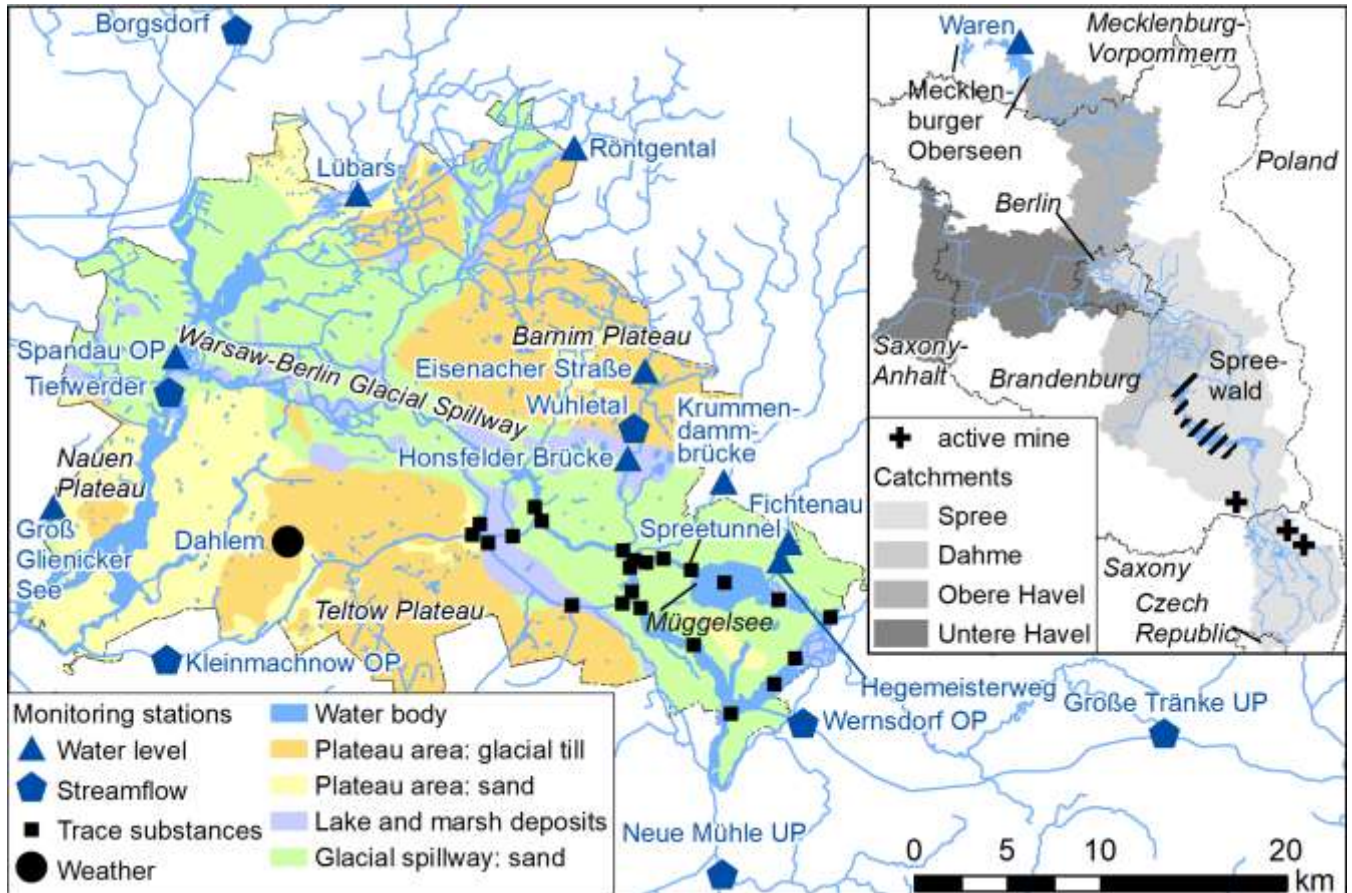 Borgsdorf
Lübars
Röntgental
Spandau OP
Tiefwerder
Warsaw-Berlin Glacial Spillway
Barnim Plateau
Eisenacher Straße
Wuhletal
Honsfelder Brücke
Krummen-
dammm-
brücke
Fichtenau
Spreetunnel
Nauen
Plateau
Groß
Glienicker
See
Dahlem
Teltow Plateau
Müggelsee
Kleinmachnow OP
Hegemeisterweg
Wernsdorf OP
Große Tränke UP
Neue Mühle UP
Monitoring stations
Water level
Streamflow
Trace substances
Weather
Water body
Plateau area: glacial till
Plateau area: sand
Lake and marsh deposits
Glacial spillway: sand
0 5 10 20
km
Waren
Mecklenburg-
Vorpommern
Mecklen-
burger
Oberseen
Poland
Berlin
Saxony-
Anhalt
Brandenburg
Spree-
wald
Saxony
Czech
Republic
active mine
Catchments
Spree
Dahme
Obere Havel
Untere Havel